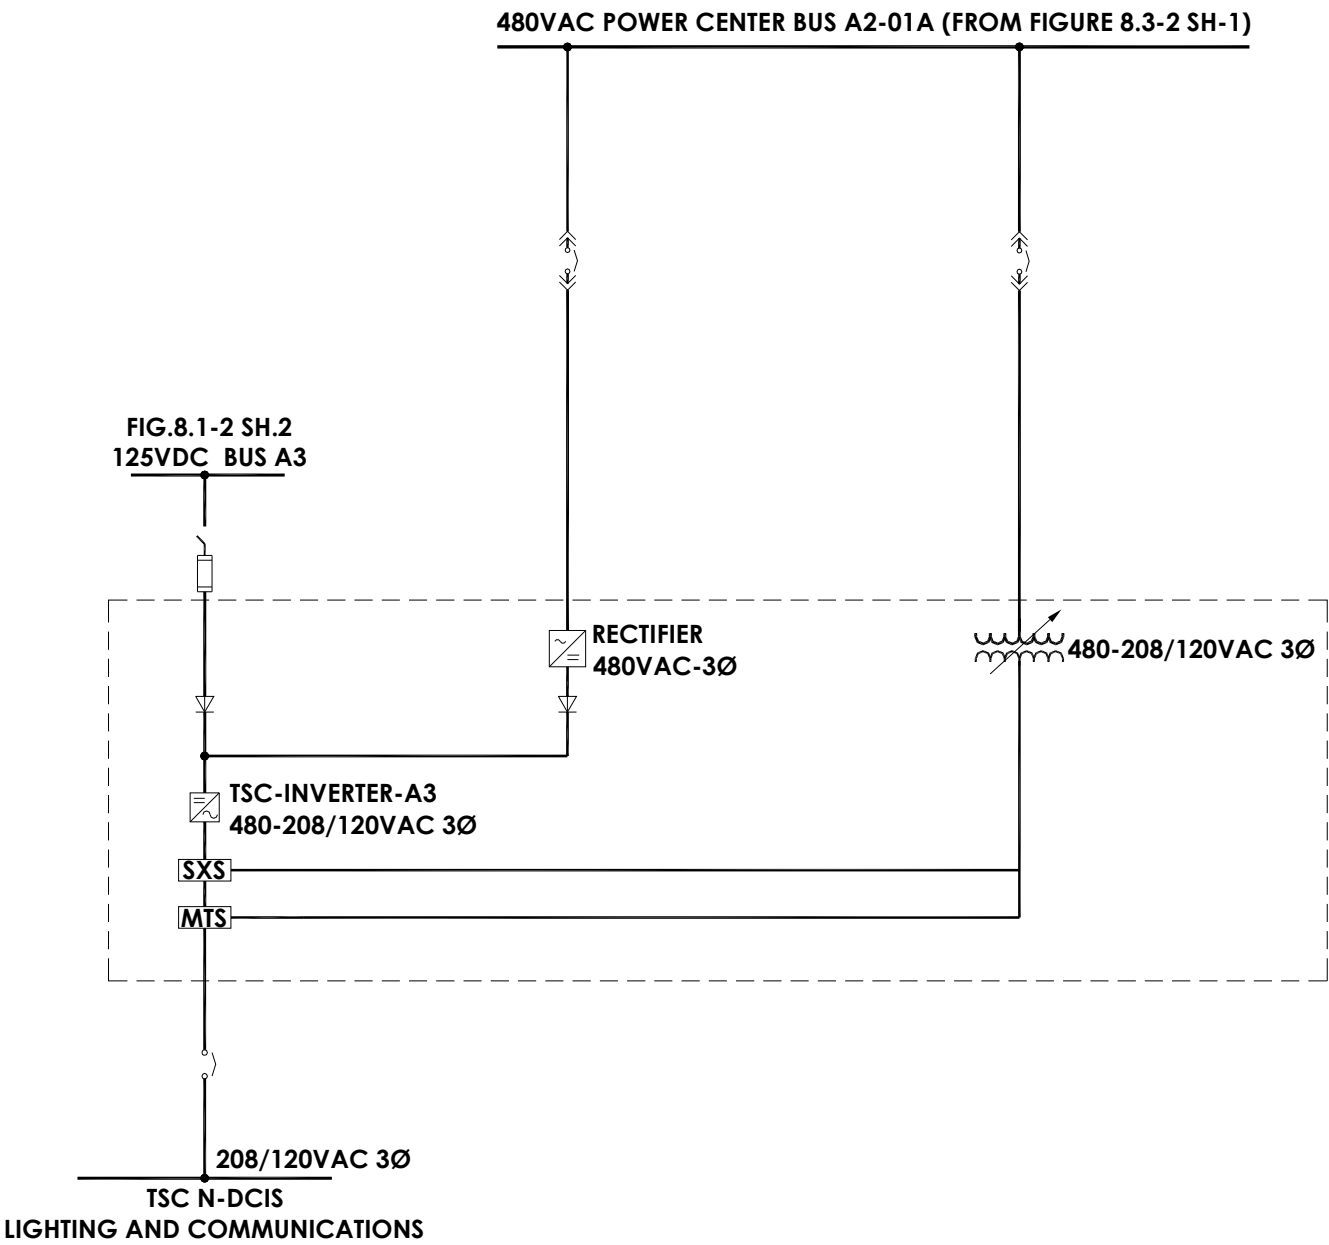 480VAC POWER CENTER BUS A2-01A (FROM FIGURE 8.3-2 SH-1)
FIG.8.1-2 SH.2
125VDC BUS A3
RECTIFIER
480VAC-3Ø
480-208/120VAC 3Ø
TSC-INVERTER-A3
480-208/120VAC 3Ø
SXS
MTS
208/120VAC 3Ø
TSC N-DCIS
LIGHTING AND COMMUNICATIONS